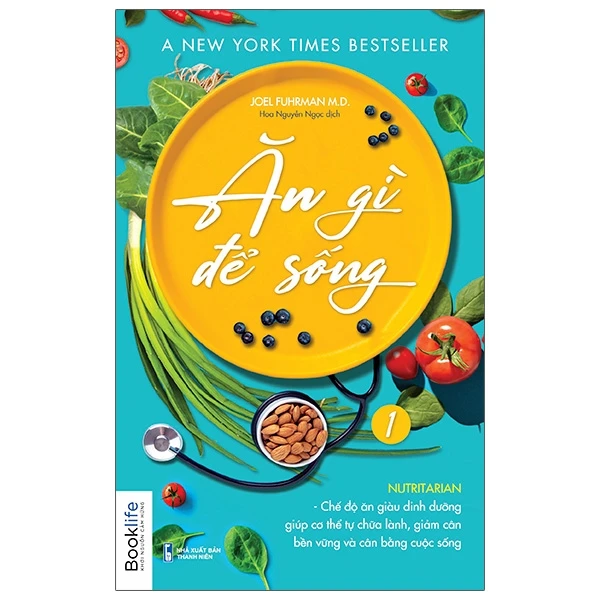 A NEW YORK TIMES BESTSELLER
JOEL FUHRMAN M.D.
Hoa Nguyễn Ngọc dịch
Ăn gì
để sống
1
NUTRITARIAN
- Chế độ ăn giàu dinh dưỡng
giúp cơ thể tự chữa lành, giảm cân
bền vững và cân bằng cuộc sống
Booklife
KHƠI NGUỒN CẢM HỨNG
NHÀ XUẤT BẢN
THANH NIÊN